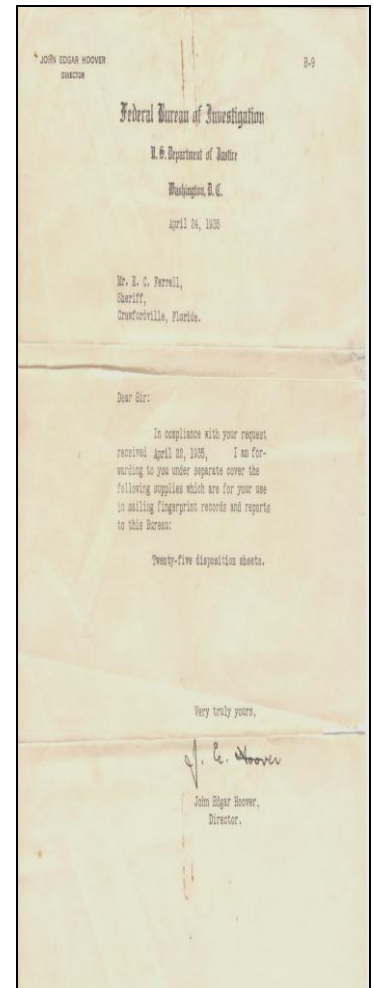 JOHN EDGAR HOOVER
DIRECTOR
E-9
Federal Bureau of Investigation
U. S. Department of Justice
Washington, D. C.
April 24, 1935
Mr. E. C. Ferrell,
Sheriff,
Crawfordville, Florida.
Dear Sir:
In compliance with your request
received April 22, 1935, I am for-
warding to you under separate cover the
following supplies which are for your use
in mailing fingerprint records and reports
to this Bureau:
Twenty-five disposition sheets.
Very truly yours,
J. E. Hoover
John Edgar Hoover,
Director.